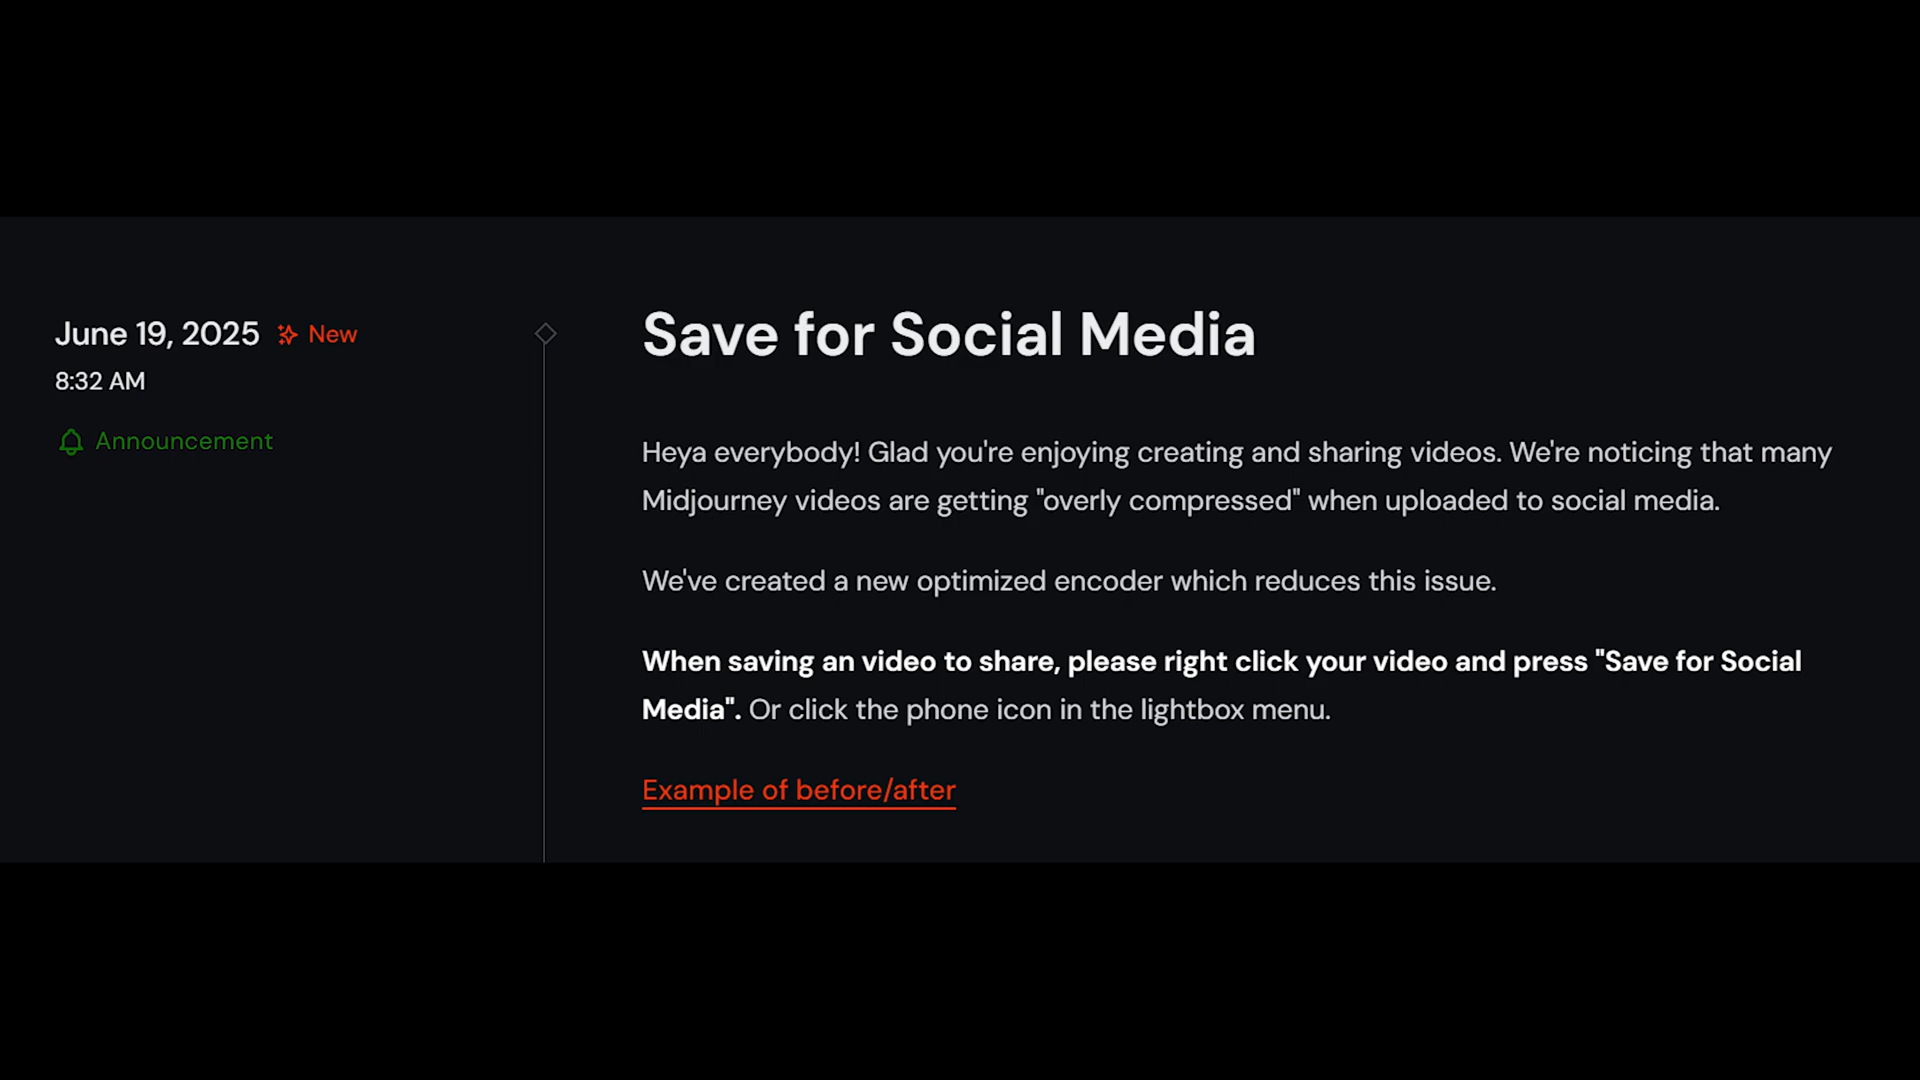 June 19, 2025 New
8:32 AM
Announcement
Save for Social Media
Heya everybody! Glad you're enjoying creating and sharing videos. We're noticing that many
Midjourney videos are getting "overly compressed" when uploaded to social media.
We've created a new optimized encoder which reduces this issue.
When saving an video to share, please right click your video and press "Save for Social
Media". Or click the phone icon in the lightbox menu.
Example of before/after